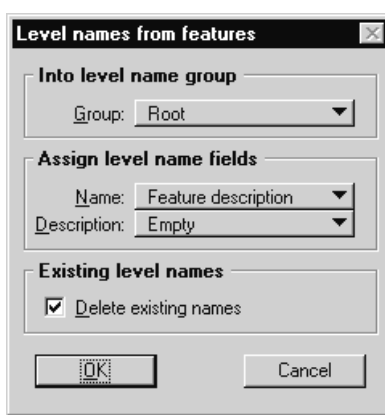 Level names from features
Into level name group
Group: Root
Assign level name fields
Name: Feature description
Description: Empty
Existing level names
Delete existing names
OK Cancel